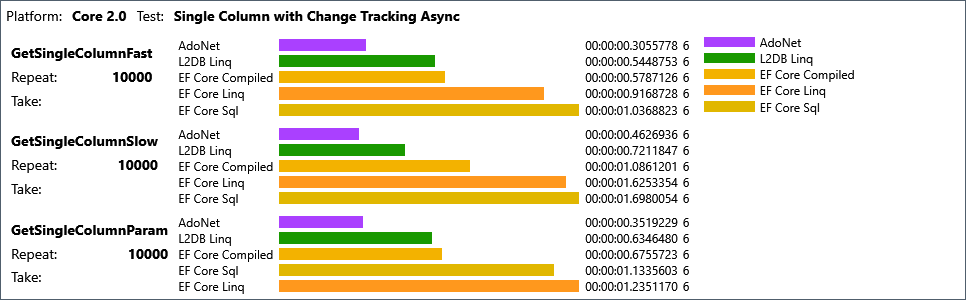 Platform: Core 2.0 Test: Single Column with Change Tracking Async
GetSingleColumnFast
Repeat: 10000
Take:
AdoNet 00:00:00.3055778 6
L2DB Linq 00:00:00.5448753 6
EF Core Compiled 00:00:00.5787126 6
EF Core Linq 00:00:00.9168728 6
EF Core Sql 00:00:01.0368823 6
GetSingleColumnSlow
Repeat: 10000
Take:
AdoNet 00:00:00.4626936 6
L2DB Linq 00:00:00.7211847 6
EF Core Compiled 00:00:01.0861201 6
EF Core Linq 00:00:01.6253354 6
EF Core Sql 00:00:01.6980054 6
GetSingleColumnParam
Repeat: 10000
Take:
AdoNet 00:00:00.3519229 6
L2DB Linq 00:00:00.6346480 6
EF Core Compiled 00:00:00.6755723 6
EF Core Sql 00:00:01.1335603 6
EF Core Linq 00:00:01.2351170 6
AdoNet
L2DB Linq
EF Core Compiled
EF Core Linq
EF Core Sql